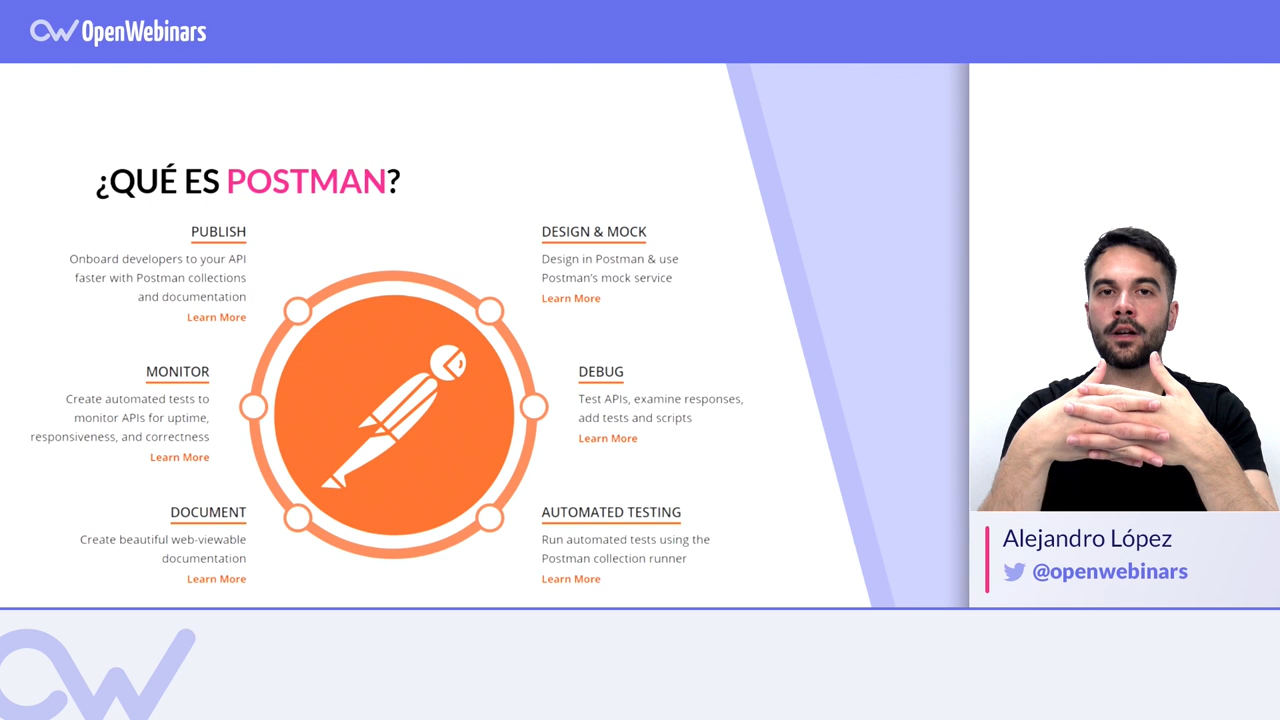 OpenWebinars
¿QUÉ ES POSTMAN?
PUBLISH
Onboard developers to your API
faster with Postman collections
and documentation
Learn More
MONITOR
Create automated tests to
monitor APIs for uptime,
responsiveness, and correctness
Learn More
DOCUMENT
Create beautiful web-viewable
documentation
Learn More
DESIGN & MOCK
Design in Postman & use
Postman's mock service
Learn More
DEBUG
Test APIs, examine responses,
add tests and scripts
Learn More
AUTOMATED TESTING
Run automated tests using the
Postman collection runner
Learn More
Alejandro López
@openwebinars